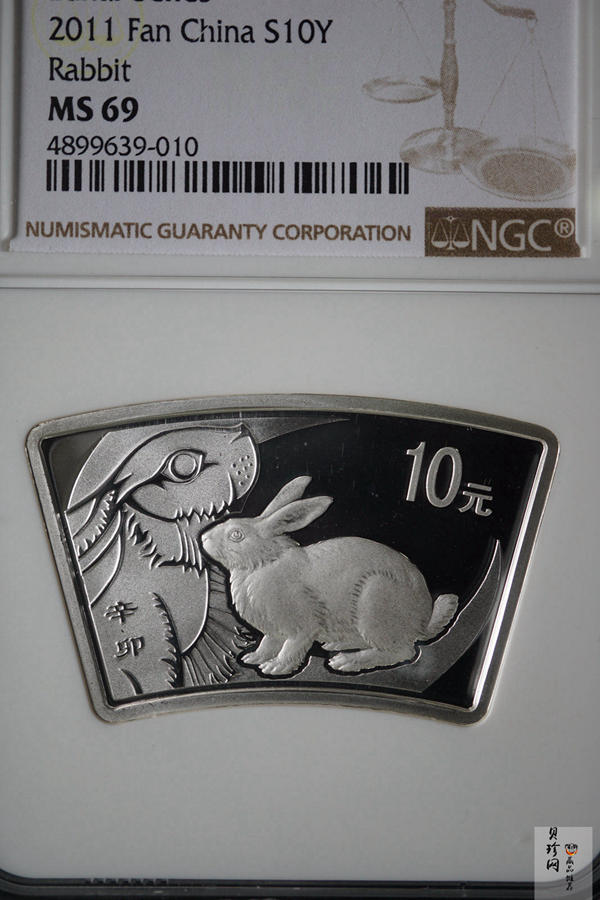 2011 Fan China S10Y
Rabbit
MS 69
4899639-010
NUMISMATIC GUARANTY CORPORATION
NGC®
10元
辛
卯
贝
珍
网